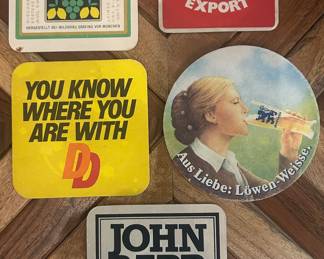 EXPORT
YOU KNOW
WHERE YOU
ARE WITH
DD
Aus Liebe: Löwen-Weisse.
JOHN